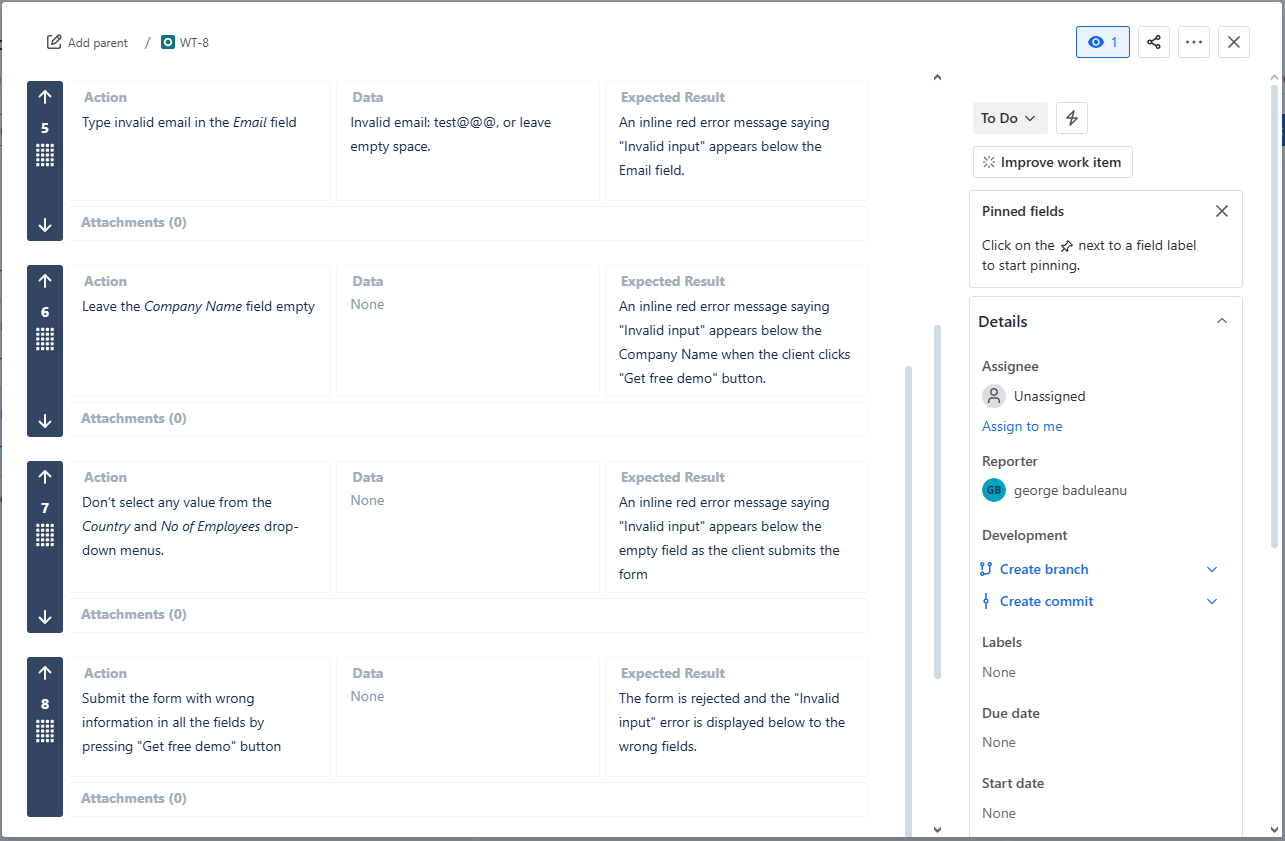 Add parent / WT-8
1
5
Action
Type invalid email in the Email field
Data
Invalid email: test@@@, or leave
empty space.
Expected Result
An inline red error message saying
"Invalid input" appears below the
Email field.
Attachments (0)
6
Action
Leave the Company Name field empty
Data
None
Expected Result
An inline red error message saying
"Invalid input" appears below the
Company Name when the client clicks
"Get free demo" button.
Attachments (0)
7
Action
Don't select any value from the
Country and No of Employees drop-
down menus.
Data
None
Expected Result
An inline red error message saying
"Invalid input" appears below the
empty field as the client submits the
form
Attachments (0)
8
Action
Submit the form with wrong
information in all the fields by
pressing "Get free demo" button
Data
None
Expected Result
The form is rejected and the "Invalid
input" error is displayed below to the
wrong fields.
Attachments (0)
To Do
Improve work item
Pinned fields
Click on the next to a field label
to start pinning.
Details
Assignee
Unassigned
Assign to me
Reporter
GB george baduleanu
Development
Create branch
Create commit
Labels
None
Due date
None
Start date
None